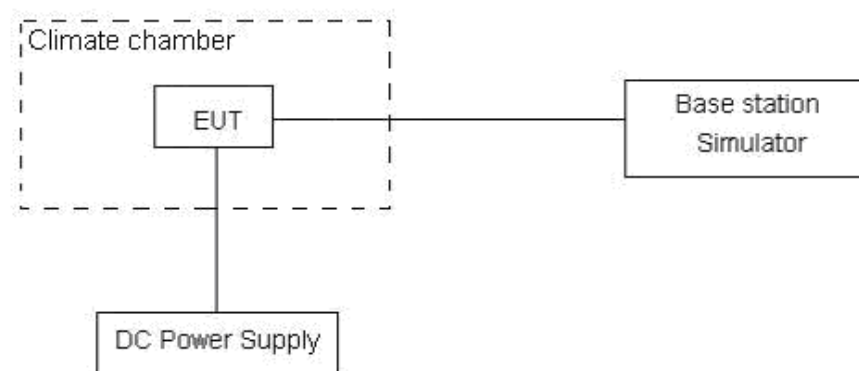 Climate chamber
EUT
Base station
Simulator
DC Power Supply